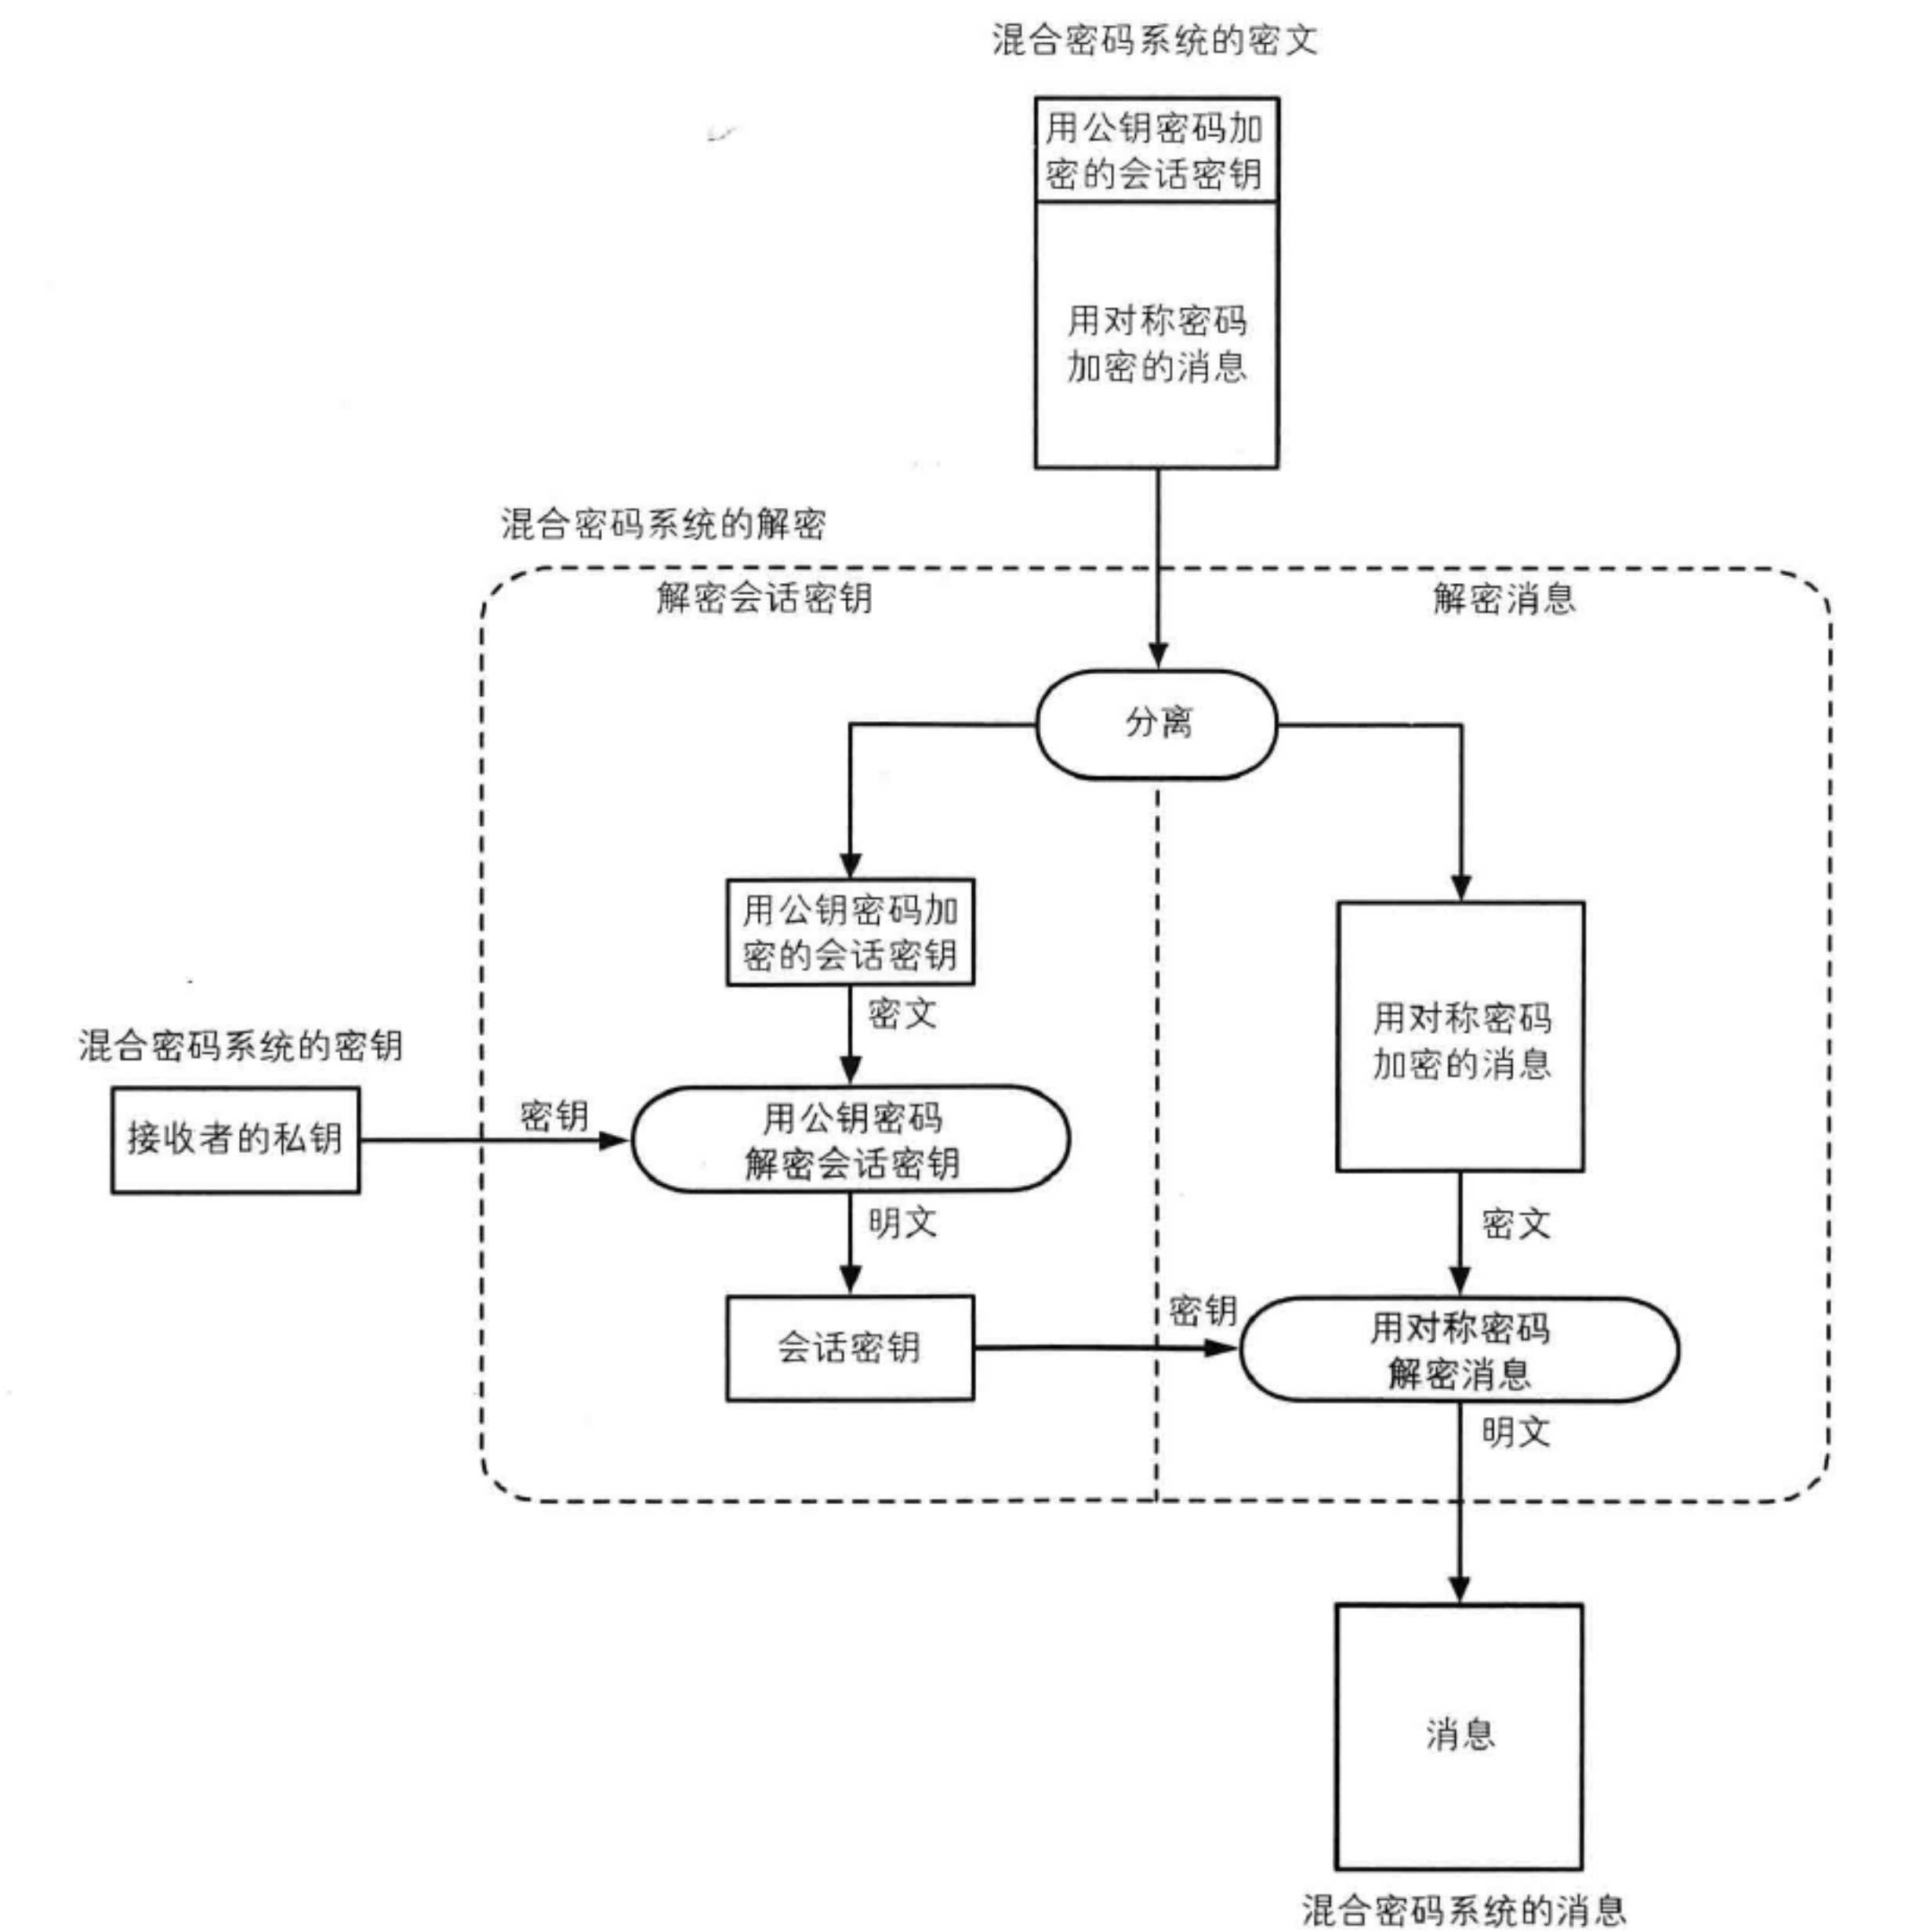 混合密码系统的密文
用公钥密码加
密的会话密钥
用对称密码
加密的消息
混合密码系统的解密
解密会话密钥
解密消息
分离
用公钥密码加
密的会话密钥
密文
用对称密码
加密的消息
混合密码系统的密钥
接收者的私钥
密钥
用公钥密码
解密会话密钥
明文
密文
会话密钥
密钥
用对称密码
解密消息
明文
消息
混合密码系统的消息